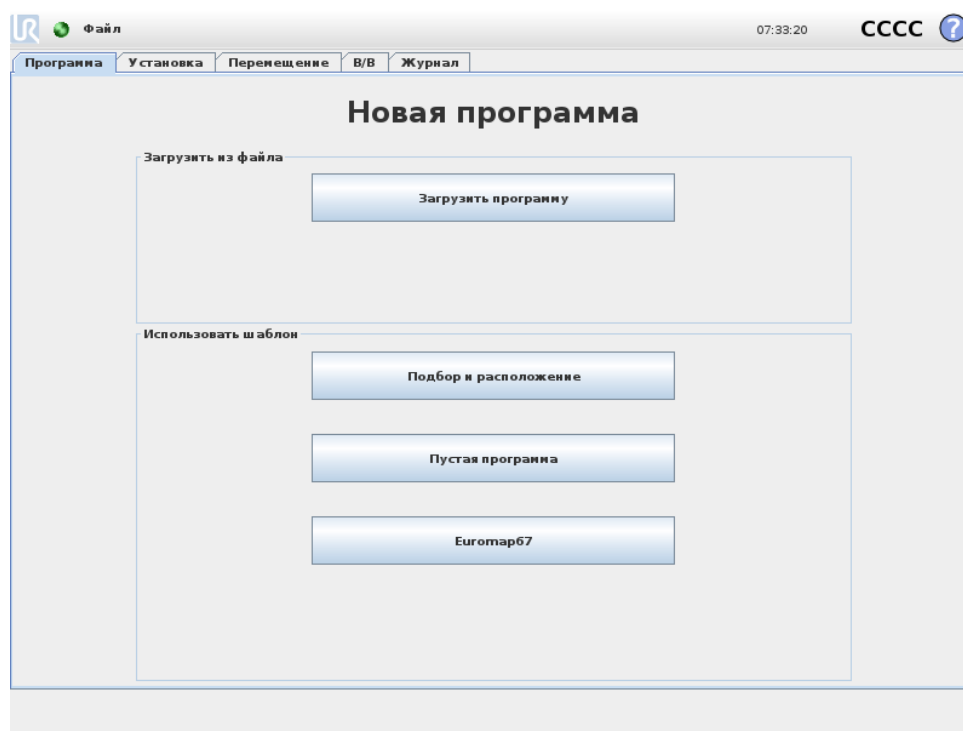 UR Файл 07:33:20 CCCC ?
Программа Установка Перемещение В/В Журнал
Новая программа
Загрузить из файла
Загрузить программу
Использовать шаблон
Подбор и расположение
Пустая программа
Euromap67